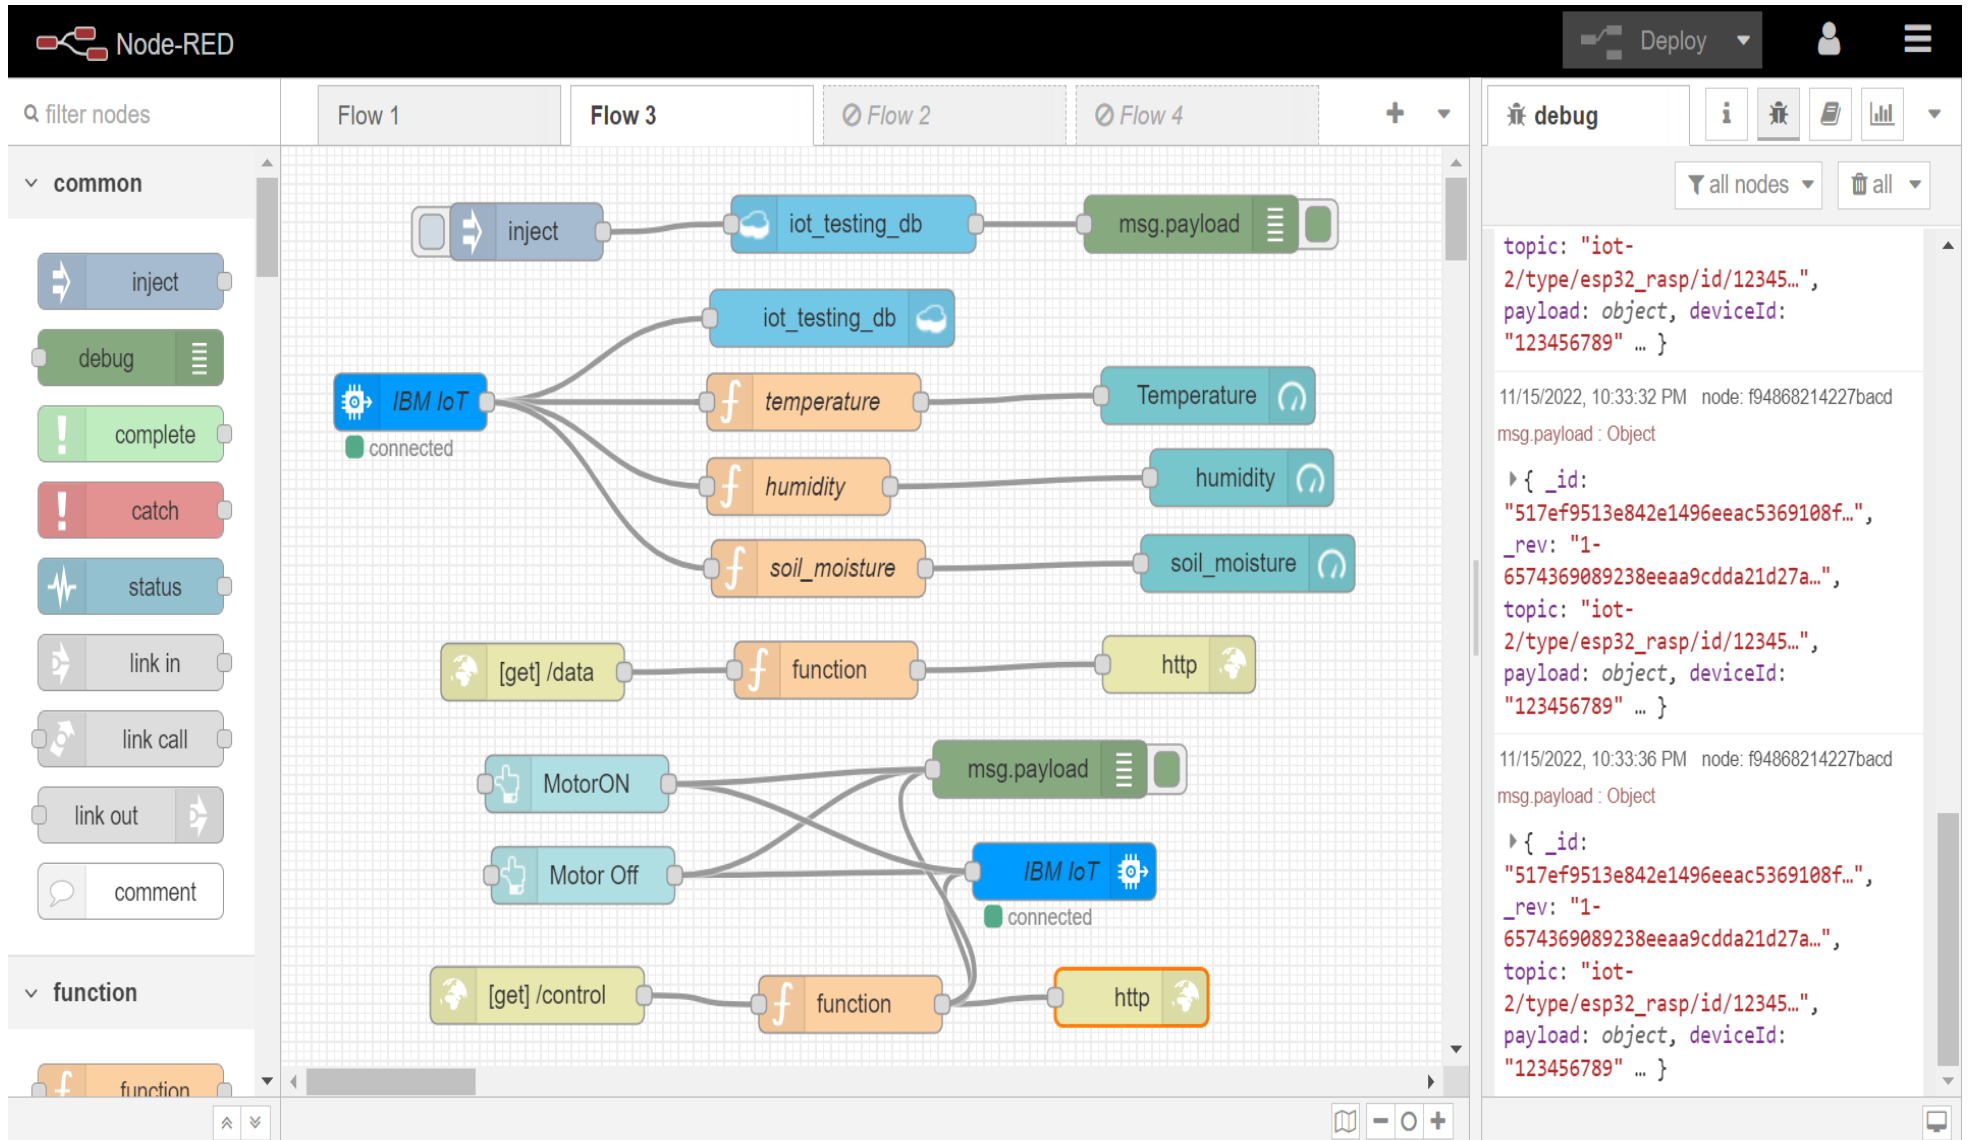 Node-RED
Deploy
filter nodes
common
inject
debug
complete
catch
status
link in
link call
link out
comment
function
function
Flow 1
Flow 3
Flow 2
Flow 4
inject
iot_testing_db
msg.payload
iot_testing_db
IBM IoT
connected
temperature
Temperature
humidity
humidity
soil_moisture
soil_moisture
[get] /data
function
http
MotorON
msg.payload
Motor Off
IBM IoT
connected
[get] /control
function
http
debug
all nodes
all
topic: "iot-
2/type/esp32_rasp/id/12345…",
payload: object, deviceId:
"123456789" … }
11/15/2022, 10:33:32 PM node: f94868214227bacd
msg.payload : Object
{ _id:
"517ef9513e842e1496eeac5369108f…",
_rev: "1-
6574369089238eeaa9cdda21d27a…",
topic: "iot-
2/type/esp32_rasp/id/12345…",
payload: object, deviceId:
"123456789" … }
11/15/2022, 10:33:36 PM node: f94868214227bacd
msg.payload : Object
{ _id:
"517ef9513e842e1496eeac5369108f…",
_rev: "1-
6574369089238eeaa9cdda21d27a…",
topic: "iot-
2/type/esp32_rasp/id/12345…",
payload: object, deviceId:
"123456789" … }